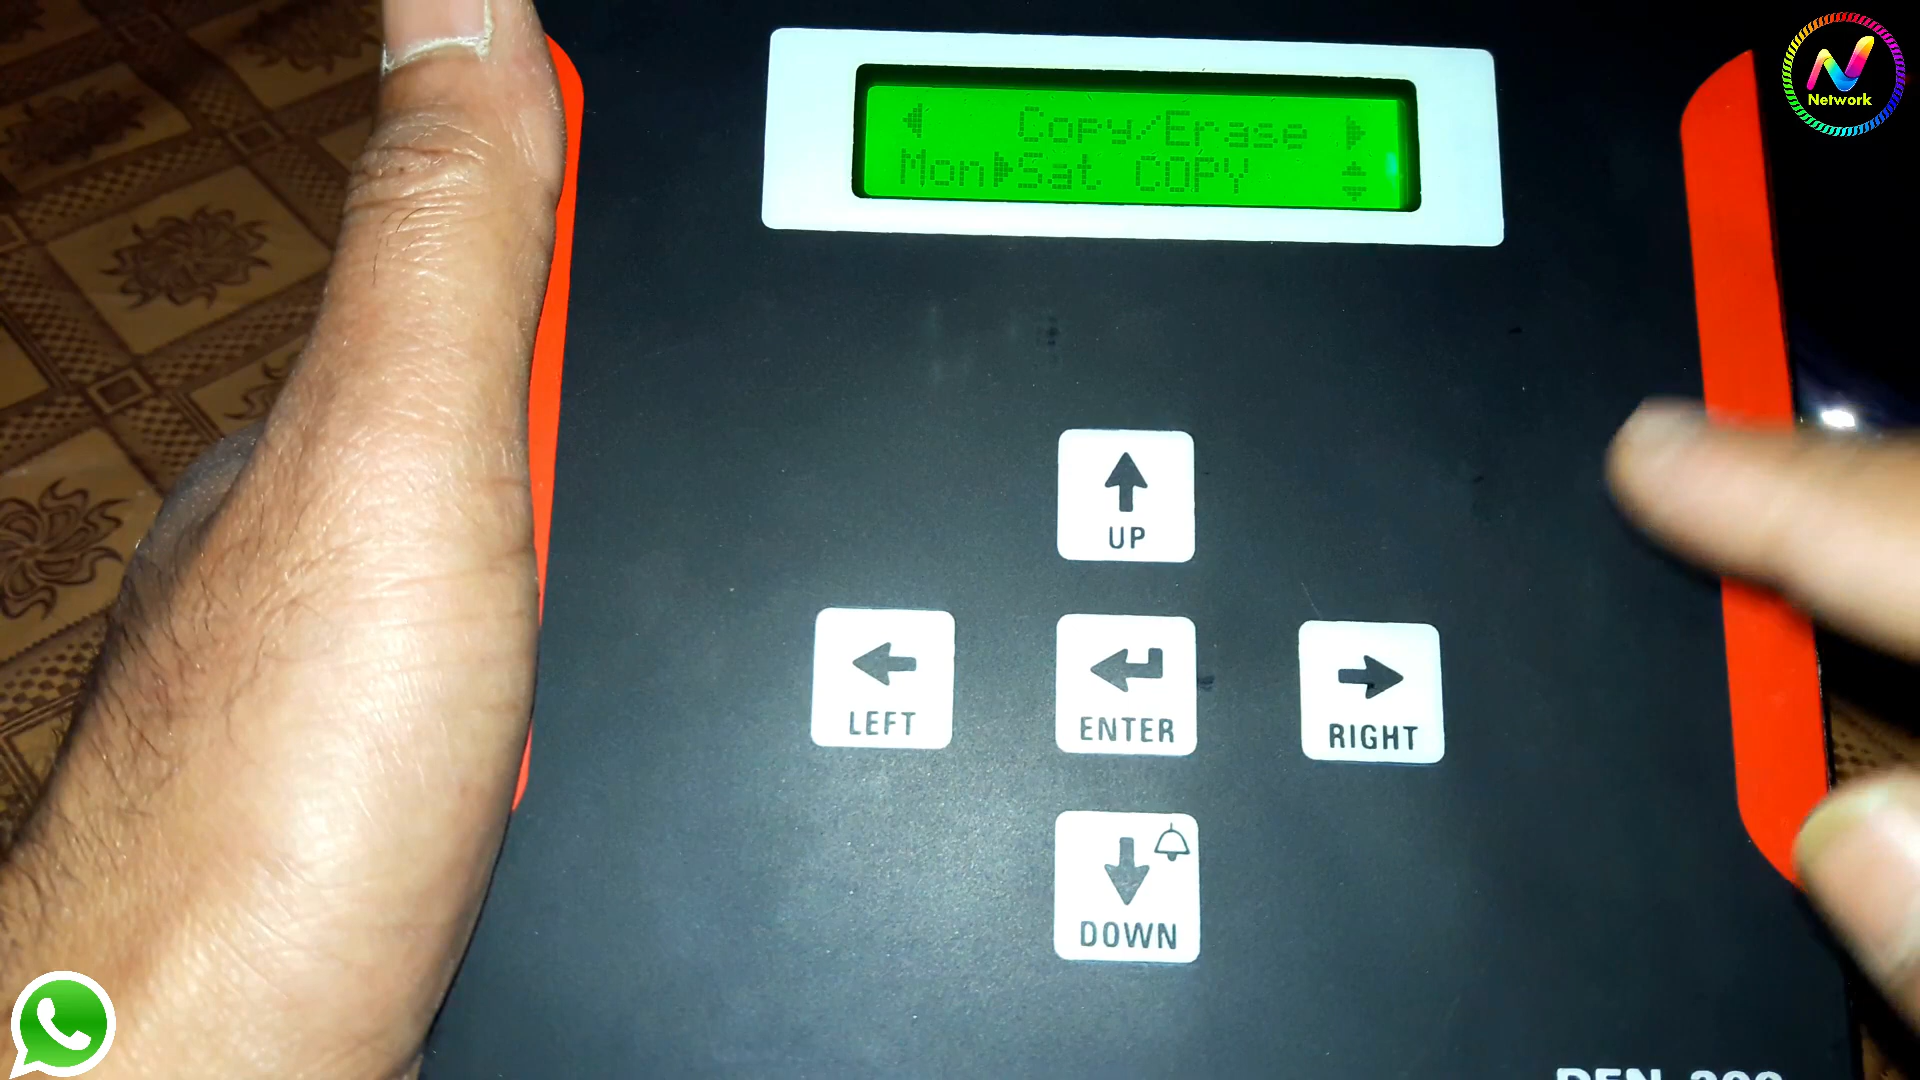 Network
Copy/Erase
Mon▶Sat COPY
UP
LEFT
ENTER
RIGHT
DOWN